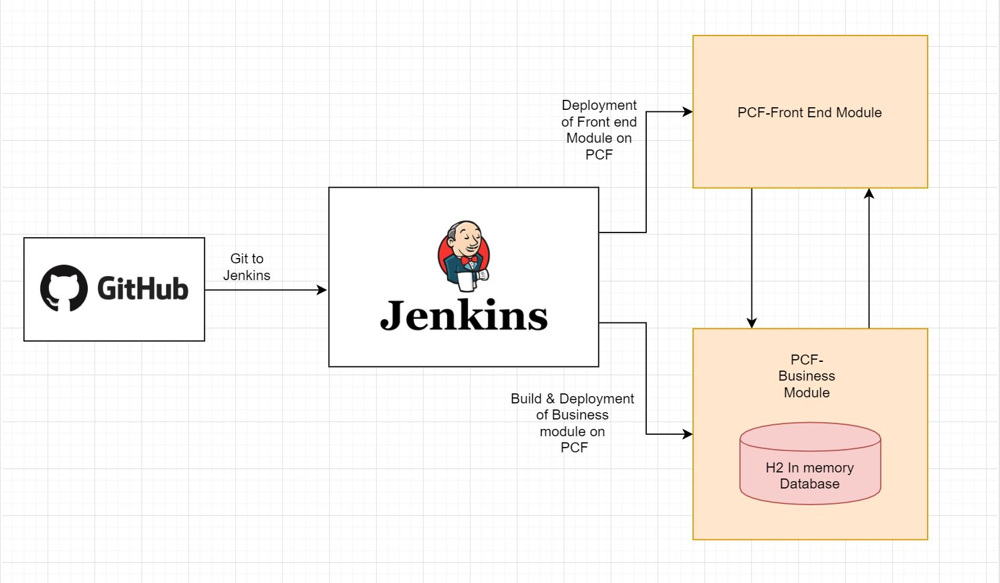 GitHub
Git to
Jenkins
Jenkins
Deployment
of Front end
Module on
PCF
PCF-Front End Module
Build & Deployment
of Business
module on
PCF
PCF-
Business
Module
H2 In memory
Database